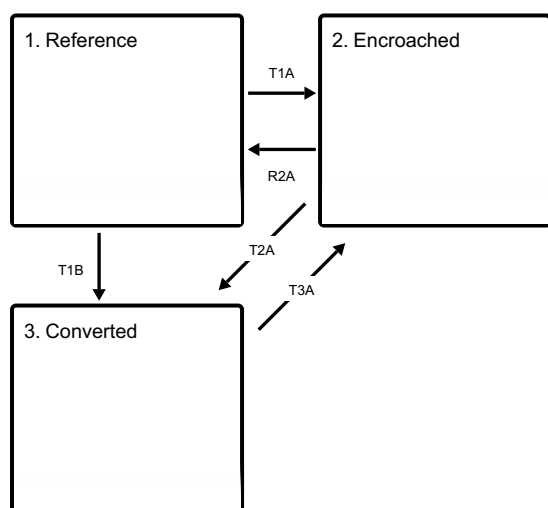 1. Reference
2. Encroached
T1A
R2A
T2A
T1B
T3A
3. Converted